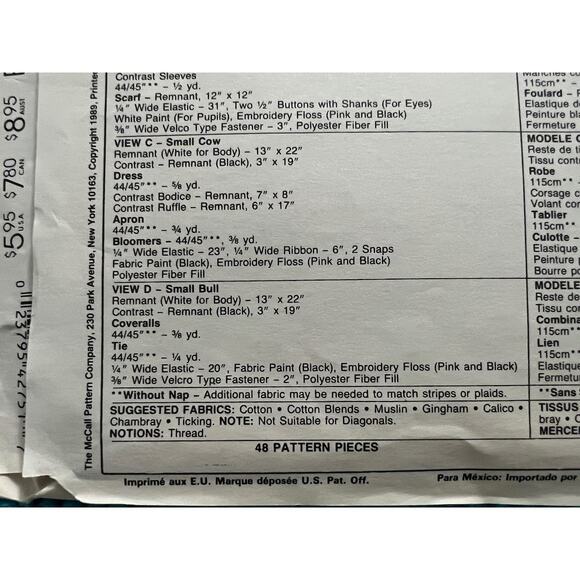 Contrast Sleeves
44/45"** – ½ yd.
Scarf – Remnant, 12" × 12"
¼" Wide Elastic – 31", Two ½" Buttons with Shanks (For Eyes)
White Paint (For Pupils), Embroidery Floss (Pink and Black)
⅜" Wide Velco Type Fastener – 3", Polyester Fiber Fill
VIEW C – Small Cow
Remnant (White for Body) – 13" × 22"
Contrast – Remnant (Black), 3" × 19"
Dress
44/45"** – ⅝ yd.
Contrast Bodice – Remnant, 7" × 8"
Contrast Ruffle – Remnant, 6" × 17"
Apron
44/45"** – ¾ yd.
Bloomers – 44/45"**, ⅜ yd.
¼" Wide Elastic – 23", ¼" Wide Ribbon – 6", 2 Snaps
Fabric Paint (Black), Embroidery Floss (Pink and Black)
Polyester Fiber Fill
VIEW D – Small Bull
Remnant (White for Body) – 13" × 22"
Contrast – Remnant (Black), 3" × 19"
Coveralls
44/45"** – ⅜ yd.
Tie
44/45"** – ¼ yd.
¼" Wide Elastic – 20", Fabric Paint (Black), Embroidery Floss (Pink and Black)
⅜" Wide Velcro Type Fastener – 2", Polyester Fiber Fill
**Without Nap – Additional fabric may be needed to match stripes or plaids.
SUGGESTED FABRICS: Cotton • Cotton Blends • Muslin • Gingham • Calico •
Chambray • Ticking. NOTE: Not Suitable for Diagonals.
NOTIONS: Thread.
48 PATTERN PIECES
Imprimé aux E.U. Marque déposée U.S. Pat. Off.
Para México: Importado por
115cm**
Foulard –
Elastique d
Peinture bla
Fermeture
MODELE C
Reste de ti
Tissu contr
Robe
115cm** –
Corsage c
Volant con
Tablier
115cm**
Culotte –
Elastique
Peinture p
Bourre po
MODELE
Reste de
Tissu co
Combina
115cm**
Lien
115cm**
Elastique
Fermetu
**Sans
TISSUS
bray • C
MERCE
The McCall Pattern Company, 230 Park Avenue, New York 10163, Copyright 1989, Printed
$5.95 USA $7.80 CAN $8.95 AUST